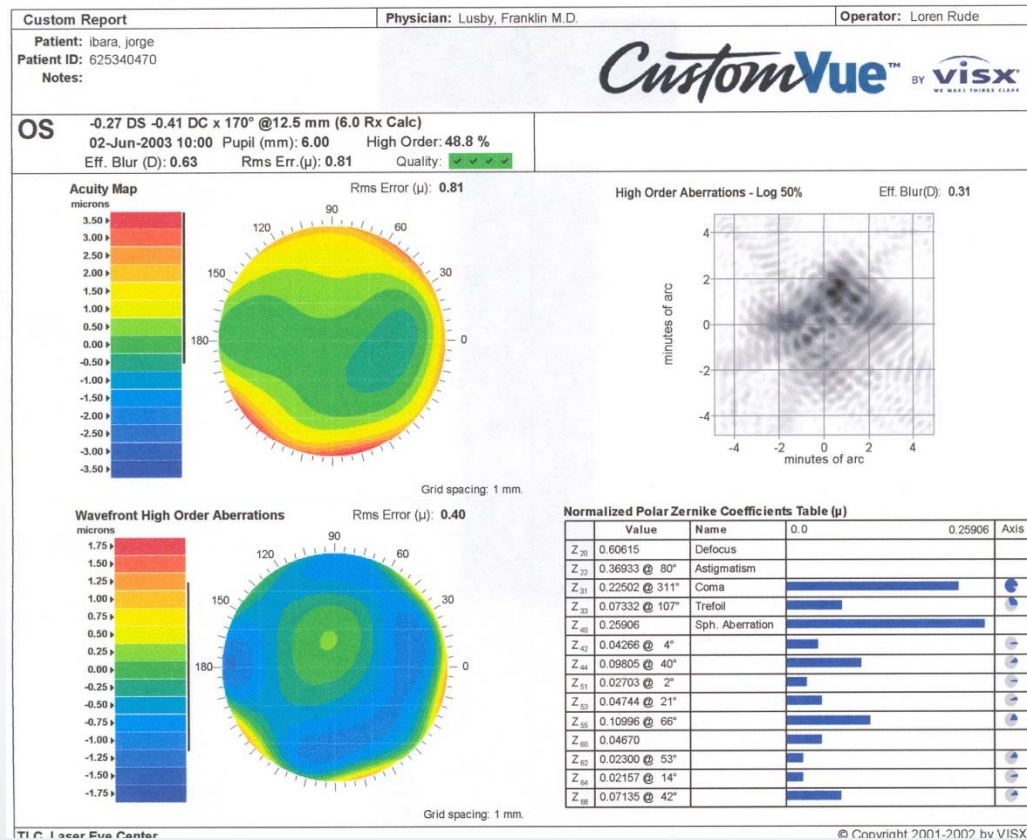 Custom Report Physician: Lusby, Franklin M.D. Operator: Loren Rude
Patient: ibara, jorge
Patient ID: 625340470
Notes:
CustomVue™ BY VISX
WE MAKE THINGS CLEAR
OS -0.27 DS -0.41 DC x 170° @12.5 mm (6.0 Rx Calc)
02-Jun-2003 10:00 Pupil (mm): 6.00 High Order: 48.8 %
Eff. Blur (D): 0.63 Rms Err.(µ): 0.81 Quality: ✓ ✓ ✓ ✓
Acuity Map Rms Error (µ): 0.81
microns
3.50
3.00
2.50
2.00
1.50
1.00
0.50
0.00
-0.50
-1.00
-1.50
-2.00
-2.50
-3.00
-3.50
90
120 60
150 30
180 0
Grid spacing: 1 mm.
High Order Aberrations - Log 50% Eff. Blur(D): 0.31
minutes of arc
4
2
0
-2
-4
-4 -2 0 2 4
minutes of arc
Wavefront High Order Aberrations Rms Error (µ): 0.40
microns
1.75
1.50
1.25
1.00
0.75
0.50
0.25
0.00
-0.25
-0.50
-0.75
-1.00
-1.25
-1.50
-1.75
90
120 60
150 30
180 0
Grid spacing: 1 mm.
Normalized Polar Zernike Coefficients Table (µ)
Value Name 0.0 0.25906 Axis
Z20 0.60615 Defocus
Z22 0.36933 @ 80° Astigmatism
Z31 0.22502 @ 311° Coma
Z33 0.07332 @ 107° Trefoil
Z40 0.25906 Sph. Aberration
Z42 0.04266 @ 4°
Z44 0.09805 @ 40°
Z51 0.02703 @ 2°
Z53 0.04744 @ 21°
Z55 0.10996 @ 66°
Z60 0.04670
Z62 0.02300 @ 53°
Z64 0.02157 @ 14°
Z66 0.07135 @ 42°
TLC Laser Eye Center © Copyright 2001-2002 by VISX